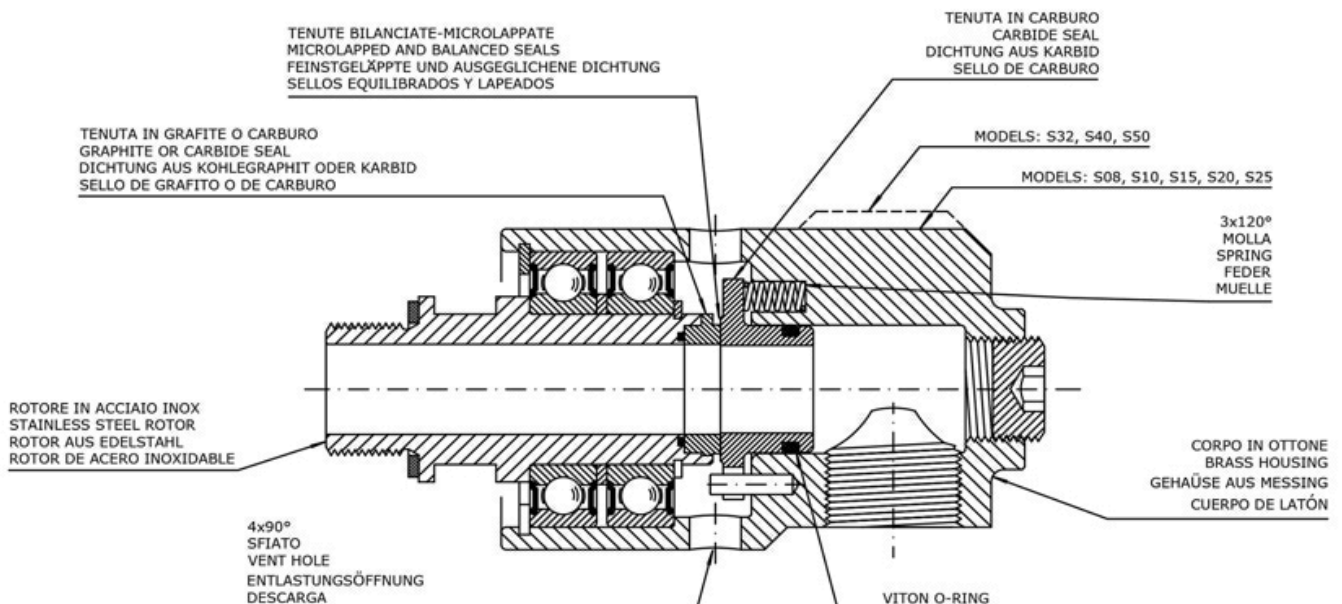 TENUTE BILANCIATE-MICROLAPPATE
MICROLAPPED AND BALANCED SEALS
FEINSTGELÄPPTE UND AUSGEGLICHENE DICHTUNG
SELLOS EQUILIBRADOS Y LAPEADOS
TENUTA IN CARBURO
CARBIDE SEAL
DICHTUNG AUS KARBID
SELLO DE CARBURO
TENUTA IN GRAFITE O CARBURO
GRAPHITE OR CARBIDE SEAL
DICHTUNG AUS KOHLEGRAPHIT ODER KARBID
SELLO DE GRAFITO O DE CARBURO
MODELS: S32, S40, S50
MODELS: S08, S10, S15, S20, S25
3x120°
MOLLA
SPRING
FEDER
MUELLE
ROTORE IN ACCIAIO INOX
STAINLESS STEEL ROTOR
ROTOR AUS EDELSTAHL
ROTOR DE ACERO INOXIDABLE
CORPO IN OTTONE
BRASS HOUSING
GEHAÜSE AUS MESSING
CUERPO DE LATÓN
4x90°
SFIATO
VENT HOLE
ENTLASTUNGSÖFFNUNG
DESCARGA
VITON O-RING